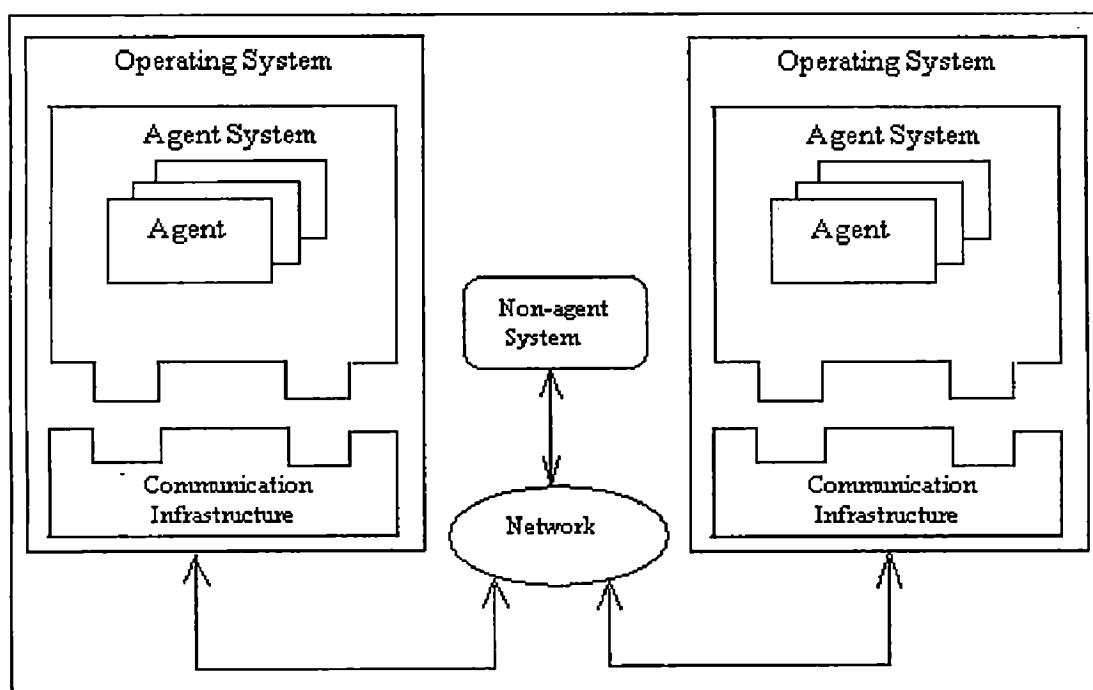 Operating System
Agent System
Agent
Communication
Infrastructure
Non-agent
System
Network
Operating System
Agent System
Agent
Communication
Infrastructure